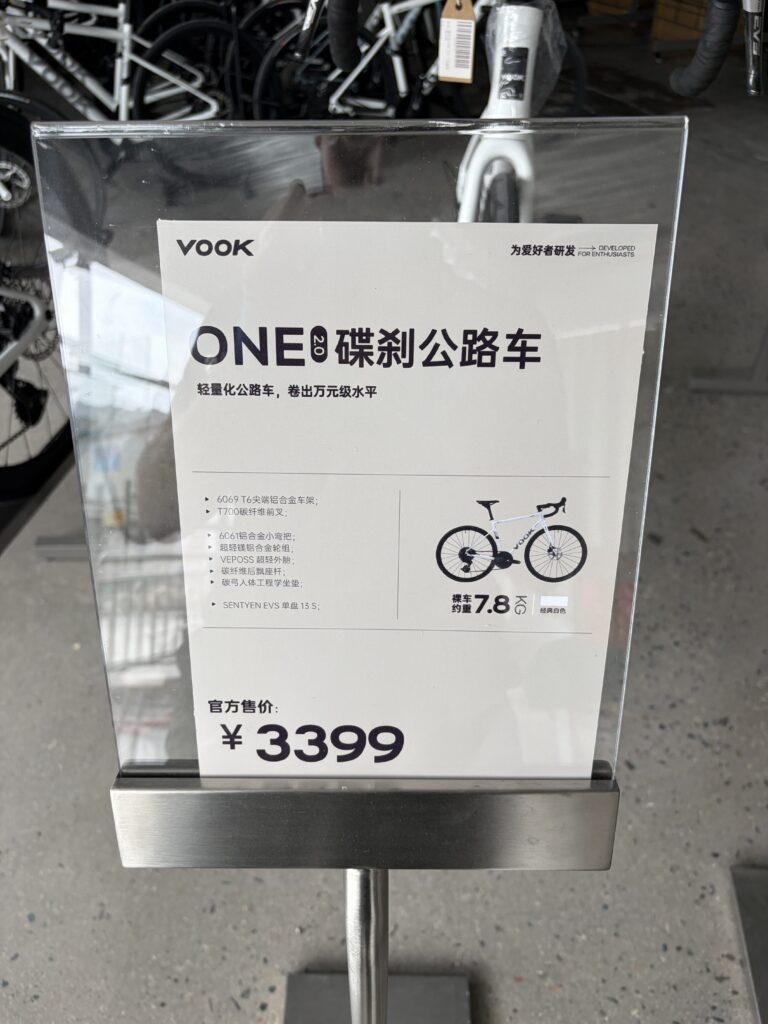 VOOK
为爱好者研发 → DEVELOPED
FOR ENTHUSIASTS
ONE 2.0 碟刹公路车
轻量化公路车，卷出万元级水平
▸ 6069 T6尖端铝合金车架；
▸ T700碳纤维前叉；
▸ 6061铝合金小弯把；
▸ 超轻镁铝合金轮组；
▸ VEPOSS 超轻外胎；
▸ 碳纤维后飘座杆；
▸ 碳弓人体工程学坐垫；
▸ SENTYEN EVS 单盘 13 S；
VOOK
裸车
约重 7.8 KG
经典白色
官方售价：
¥ 3399